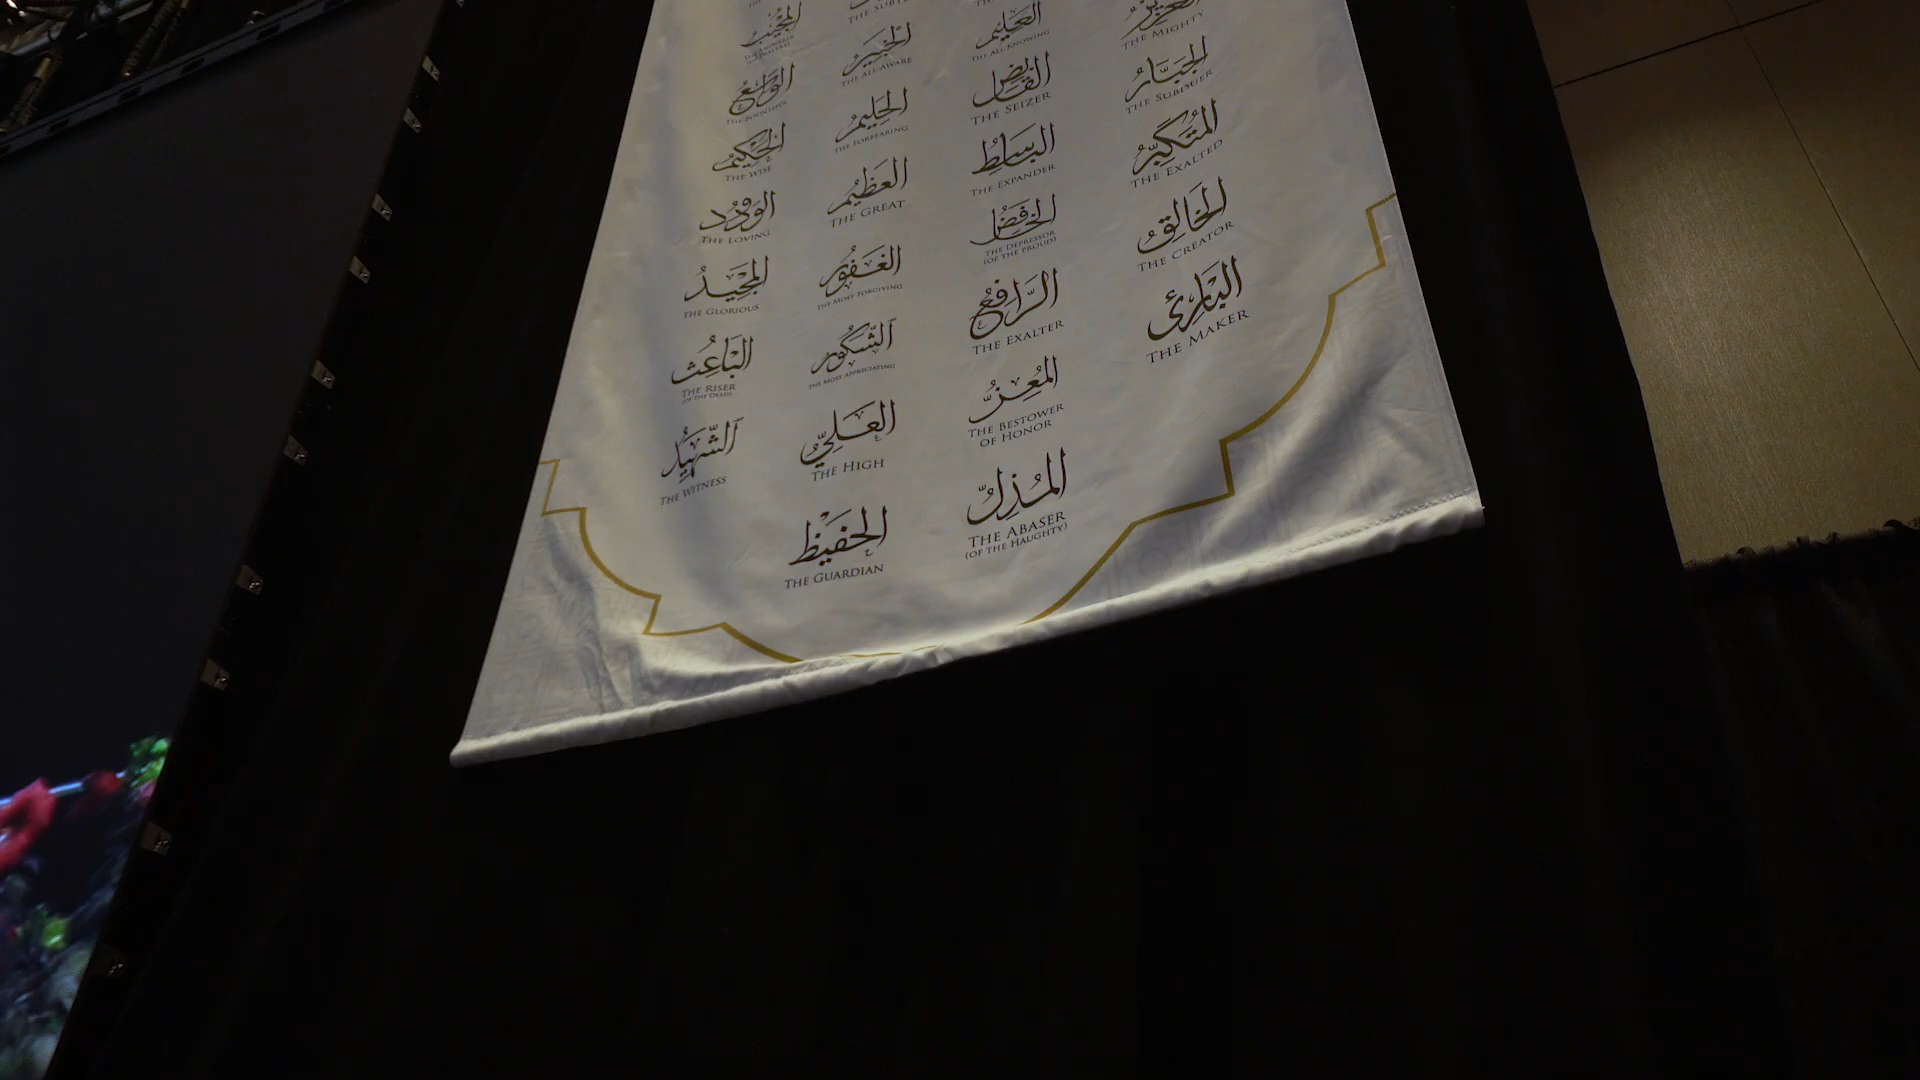 العزيز
THE MIGHTY
الجبار
THE SUBDUER
المتكبر
THE EXALTED
الخالق
THE CREATOR
البارئ
THE MAKER
العليم
THE ALL-KNOWING
القابض
THE SEIZER
الباسط
THE EXPANDER
الخافض
THE DEPRESSOR
(OF THE PROUD)
الرافع
THE EXALTER
المعز
THE BESTOWER
OF HONOR
المذل
THE ABASER
(OF THE HAUGHTY)
الخبير
THE ALL-AWARE
الحليم
THE FORBEARING
العظيم
THE GREAT
الغفور
THE MOST FORGIVING
الشكور
THE MOST APPRECIATING
العلي
THE HIGH
الحفيظ
THE GUARDIAN
المجيب
الواسع
THE BOUNTIFUL
الحكيم
THE WISE
الودود
THE LOVING
المجيد
THE GLORIOUS
الباعث
THE RISER
(OF THE DEAD)
الشهيد
THE WITNESS